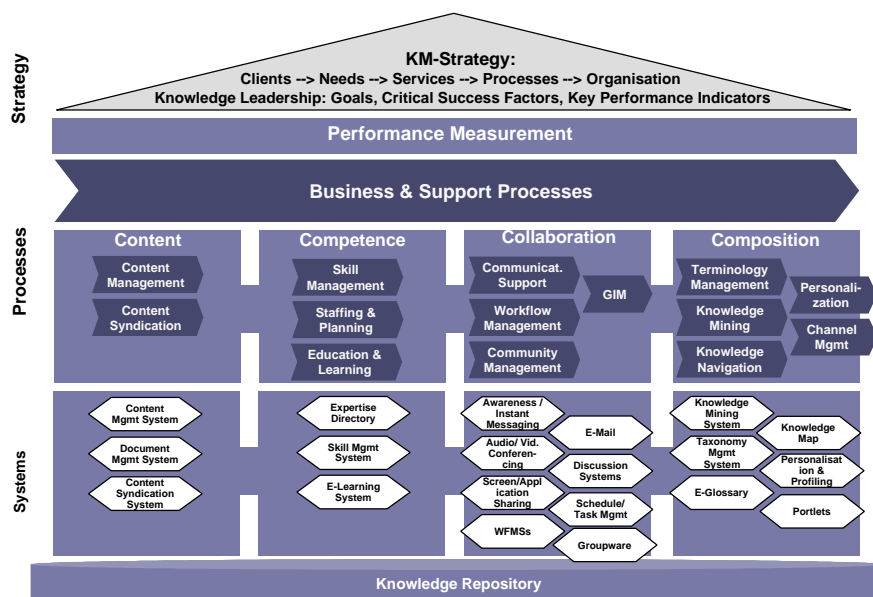 Strategy
KM-Strategy:
Clients --> Needs --> Services --> Processes --> Organisation
Knowledge Leadership: Goals, Critical Success Factors, Key Performance Indicators
Performance Measurement
Business & Support Processes
Processes
Content
Content
Management
Content
Syndication
Competence
Skill
Management
Staffing &
Planning
Education &
Learning
Collaboration
Communicat.
Support
Workflow
Management
Community
Management
GIM
Composition
Terminology
Management
Knowledge
Mining
Knowledge
Navigation
Personali-
zation
Channel
Mgmt
Systems
Content
Mgmt System
Document
Mgmt System
Content
Syndication
System
Expertise
Directory
Skill Mgmt
System
E-Learning
System
Awareness /
Instant
Messaging
Audio/ Vid.
Conferen-
cing
Screen/Appl
ication
Sharing
WFMSs
E-Mail
Discussion
Systems
Schedule/
Task Mgmt
Groupware
Knowledge
Mining
System
Taxonomy
Mgmt
System
E-Glossary
Knowledge
Map
Personalisat
ion &
Profiling
Portlets
Knowledge Repository